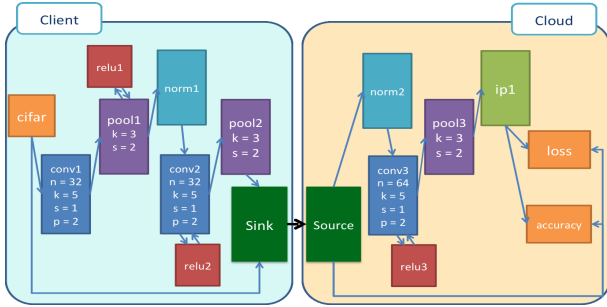 Client
Cloud
relu1
norm1
cifar
pool1
k = 3
s = 2
pool2
k = 3
s = 2
conv1
n = 32
k = 5
s = 1
p = 2
conv2
n = 32
k = 5
s = 1
p = 2
relu2
Sink
Source
norm2
conv3
n = 64
k = 5
s = 1
p = 2
relu3
pool3
k = 3
s = 2
ip1
loss
accuracy